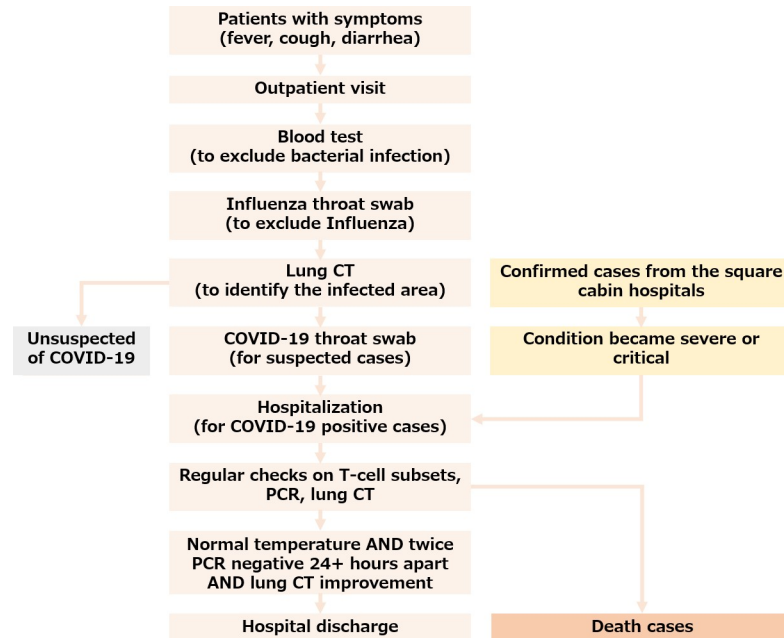 Patients with symptoms
(fever, cough, diarrhea)
Outpatient visit
Blood test
(to exclude bacterial infection)
Influenza throat swab
(to exclude Influenza)
Lung CT
(to identify the infected area)
Confirmed cases from the square
cabin hospitals
Unsuspected
of COVID-19
COVID-19 throat swab
(for suspected cases)
Condition became severe or
critical
Hospitalization
(for COVID-19 positive cases)
Regular checks on T-cell subsets,
PCR, lung CT
Normal temperature AND twice
PCR negative 24+ hours apart
AND lung CT improvement
Hospital discharge
Death cases